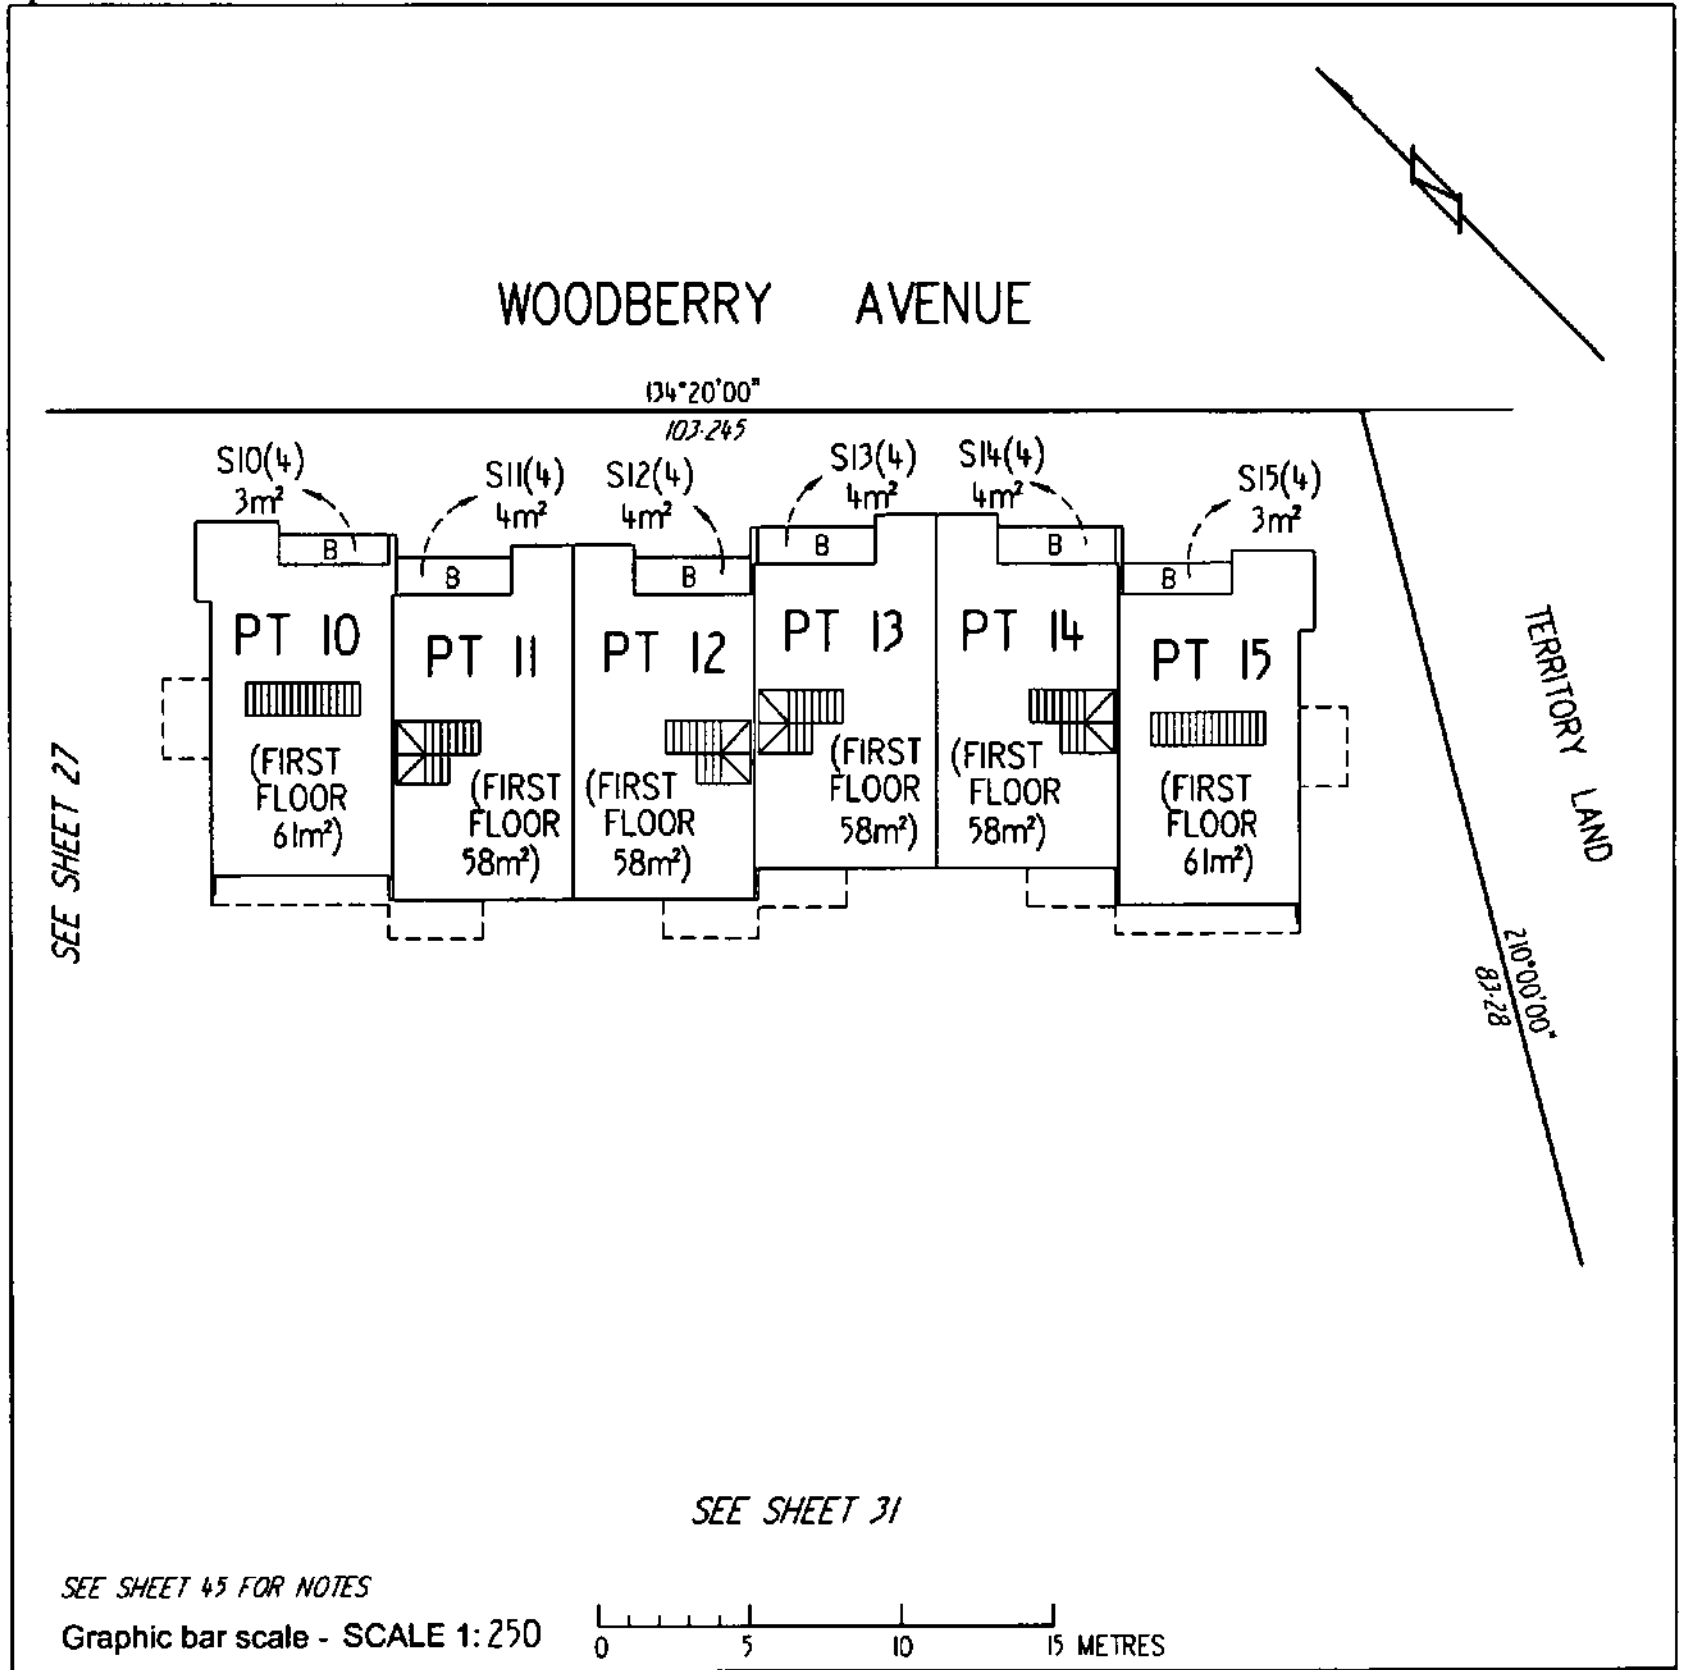 WOODBERRY AVENUE
134°20'00"
103·245
S10(4)
3m²
S11(4)
4m²
S12(4)
4m²
S13(4)
4m²
S14(4)
4m²
S15(4)
3m²
B
B
B
B
B
B
PT 10
PT 11
PT 12
PT 13
PT 14
PT 15
(FIRST
FLOOR
61m²)
(FIRST
FLOOR
58m²)
(FIRST
FLOOR
58m²)
(FIRST
FLOOR
58m²)
(FIRST
FLOOR
58m²)
(FIRST
FLOOR
61m²)
TERRITORY LAND
210°00'00"
83·28
SEE SHEET 27
SEE SHEET 31
SEE SHEET 45 FOR NOTES
Graphic bar scale - SCALE 1: 250
0 5 10 15 METRES